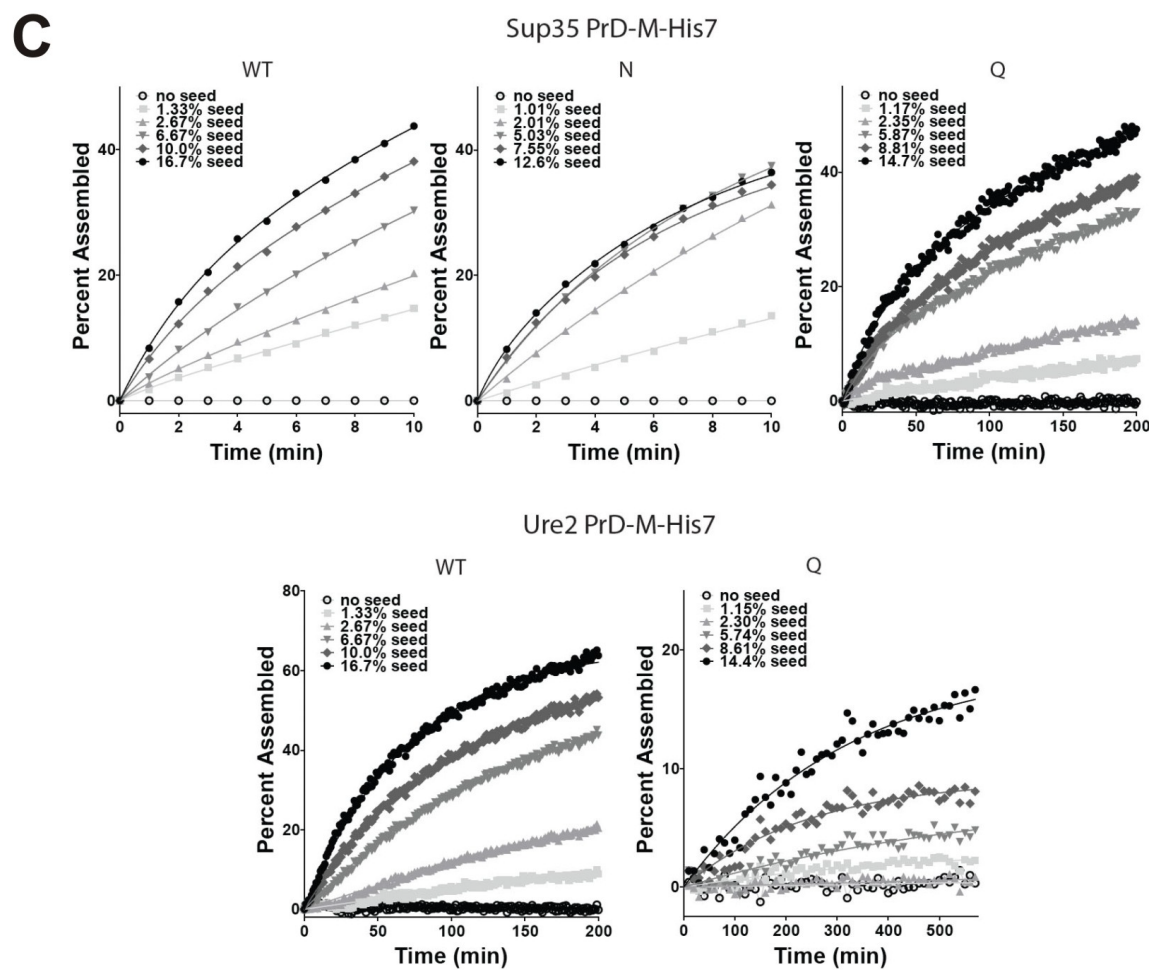 C
Sup35 PrD-M-His7
WT
no seed
1.33% seed
2.67% seed
6.67% seed
10.0% seed
16.7% seed
Percent Assembled
40
20
0
0 2 4 6 8 10
Time (min)
N
no seed
1.01% seed
2.01% seed
5.03% seed
7.55% seed
12.6% seed
Percent Assembled
40
20
0
0 2 4 6 8 10
Time (min)
Q
no seed
1.17% seed
2.35% seed
5.87% seed
8.81% seed
14.7% seed
Percent Assembled
40
20
0
0 50 100 150 200
Time (min)
Ure2 PrD-M-His7
WT
no seed
1.33% seed
2.67% seed
6.67% seed
10.0% seed
16.7% seed
Percent Assembled
80
60
40
20
0
0 50 100 150 200
Time (min)
Q
no seed
1.15% seed
2.30% seed
5.74% seed
8.61% seed
14.4% seed
Percent Assembled
20
10
0
0 100 200 300 400 500
Time (min)